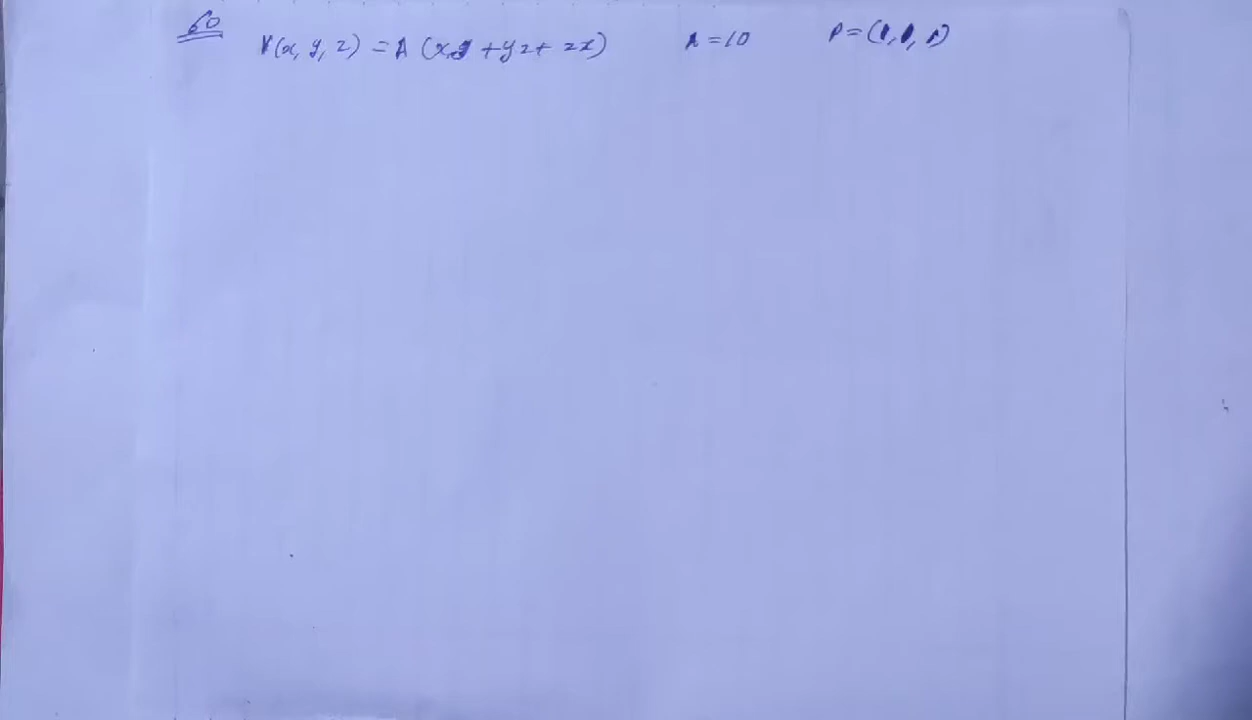 60
V(x, y, z) = A (xy + yz + zx) A = 10 P = (1, 1, 1)